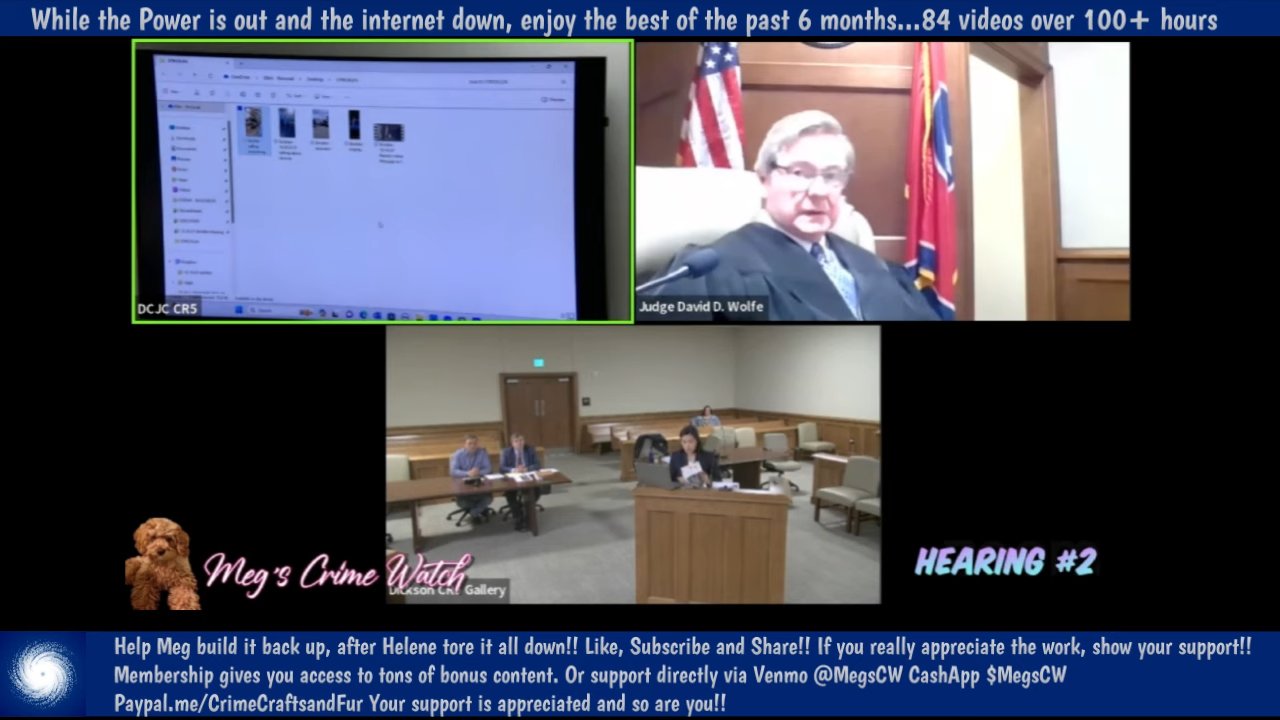 While the Power is out and the internet down, enjoy the best of the past 6 months...84 videos over 100+ hours
DCJC CR5
Judge David D. Wolfe
Meg's Crime Watch
Gallery
HEARING #2
Help Meg build it back up, after Helene tore it all down!! Like, Subscribe and Share!! If you really appreciate the work, show your support!!
Membership gives you access to tons of bonus content. Or support directly via Venmo @MegsCW CashApp $MegsCW
Paypal.me/CrimeCraftsandFur Your support is appreciated and so are you!!